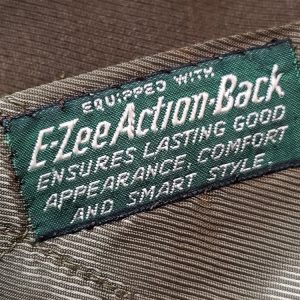 EQUIPPED WITH
E-Zee Action-Back
ENSURES LASTING GOOD
APPEARANCE, COMFORT
AND SMART STYLE.